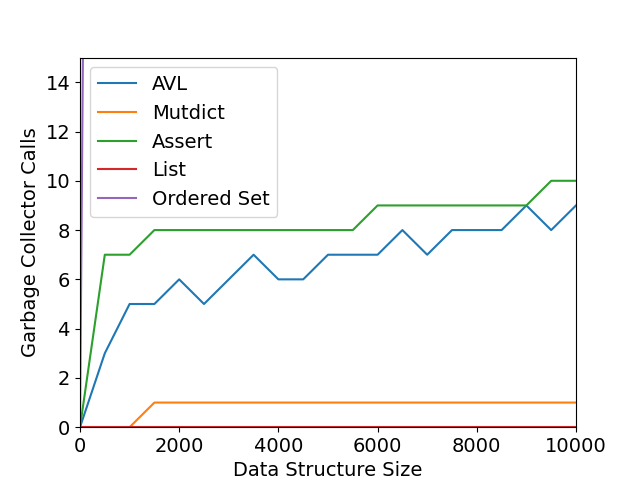 14
12
10
8
6
4
2
0
Garbage Collector Calls
AVL
Mutdict
Assert
List
Ordered Set
0 2000 4000 6000 8000 10000
Data Structure Size